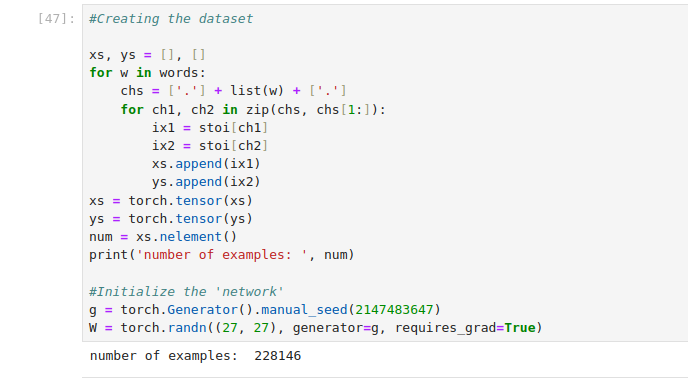 [47]: #Creating the dataset
xs, ys = [], []
for w in words:
    chs = ['.'] + list(w) + ['.']
    for ch1, ch2 in zip(chs, chs[1:]):
        ix1 = stoi[ch1]
        ix2 = stoi[ch2]
        xs.append(ix1)
        ys.append(ix2)
xs = torch.tensor(xs)
ys = torch.tensor(ys)
num = xs.nelement()
print('number of examples: ', num)
#Initialize the 'network'
g = torch.Generator().manual_seed(2147483647)
W = torch.randn((27, 27), generator=g, requires_grad=True)
number of examples:  228146